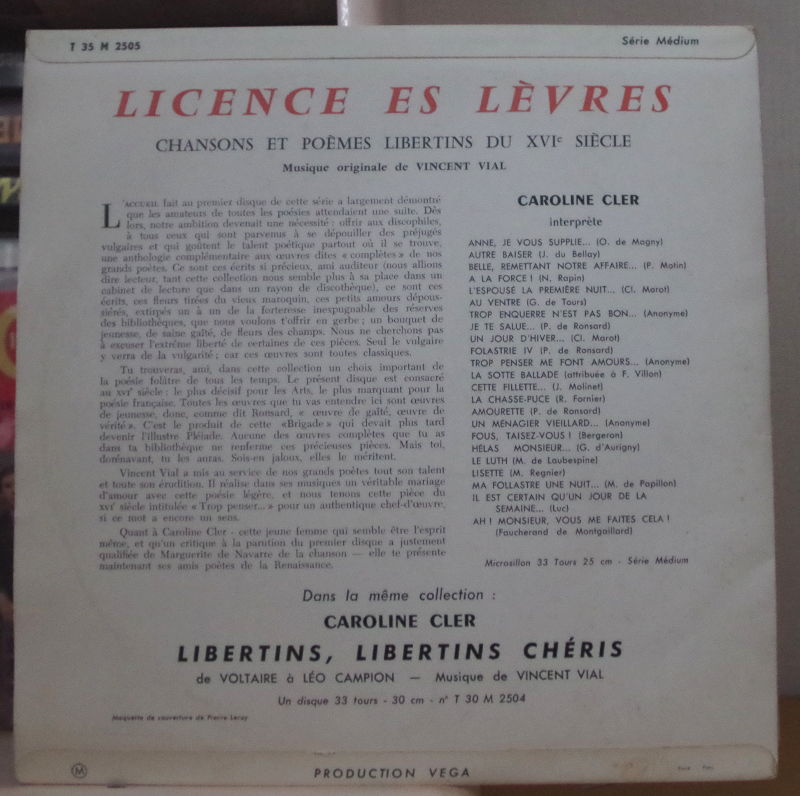 T 35 M 2505
Série Médium
LICENCE ES LÈVRES
CHANSONS ET POÈMES LIBERTINS DU XVIe SIÈCLE
Musique originale de VINCENT VIAL
L'ACCUEIL fait au premier disque de cette série a largement démontré
que les amateurs de toutes les poésies attendaient une suite. Dès
lors, notre ambition devenait une nécessité : offrir aux discophiles,
à tous ceux qui sont parvenus à se dépouiller des préjugés
vulgaires et qui goûtent le talent poétique partout où il se trouve,
une anthologie complémentaire aux œuvres dites « complètes » de nos
grands poètes. Ce sont ces écrits si précieux, ami auditeur (nous allions
dire lecteur, tant cette collection nous semble plus à sa place dans un
cabinet de lecture que dans un rayon de discothèque), ce sont ces
écrits, ces fleurs tirées du vieux maroquin, ces petits amours dépous-
siérés, extirpés un à un de la forteresse inexpugnable des réserves
des bibliothèques, que nous voulons t'offrir en gerbe ; un bouquet de
jeunesse, de saine gaîté, de fleurs des champs. Nous ne cherchons pas
à excuser l'extrême liberté de certaines de ces pièces. Seul le vulgaire
y verra de la vulgarité ; car ces œuvres sont toutes classiques.
Tu trouveras, ami, dans cette collection un choix important de
la poésie folâtre de tous les temps. Le présent disque est consacré
au XVIe siècle : le plus décisif pour les Arts, le plus marquant pour la
poésie française. Toutes les œuvres que tu vas entendre ici sont œuvres
de jeunesse, donc, comme dit Ronsard, « œuvre de gaîté, œuvre de
vérité ». C'est le produit de cette «Brigade» qui devait plus tard
devenir l'illustre Pléiade. Aucune des œuvres complètes que tu as
dans ta bibliothèque ne renferme ces précieuses pièces. Mais toi,
dorénavant, tu les auras. Sois-en jaloux, elles le méritent.
Vincent Vial a mis au service de nos grands poètes tout son talent
et toute son érudition. Il réalise dans ses musiques un véritable mariage
d'amour avec cette poésie légère, et nous tenons cette pièce du
XVIe siècle intitulée « Trop penser... » pour un authentique chef-d'œuvre,
si ce mot a encore un sens.
Quant à Caroline Cler - cette jeune femme qui semble être l'esprit
même, et qu'un critique à la parution du premier disque a justement
qualifiée de Marguerite de Navarre de la chanson — elle te présente
maintenant ses amis poètes de la Renaissance.
CAROLINE CLER
interprète
ANNE, JE VOUS SUPPLIE... (O. de Magny)
AUTRE BAISER (J. du Bellay)
BELLE, REMETTANT NOTRE AFFAIRE... (P. Motin)
A LA FORCE ! (N. Rapin)
L'ESPOUSÉ LA PREMIÈRE NUIT... (Cl. Marot)
AU VENTRE (G. de Tours)
TROP ENQUERRE N'EST PAS BON... (Anonyme)
JE TE SALUE... (P. de Ronsard)
UN JOUR D'HIVER... (Cl. Marot)
FOLASTRIE IV (P. de Ronsard)
TROP PENSER ME FONT AMOURS... (Anonyme)
LA SOTTE BALLADE (attribuée à F. Villon)
CETTE FILLETTE... (J. Molinet)
LA CHASSE-PUCE (R. Fornier)
AMOURETTE (P. de Ronsard)
UN MÉNAGIER VIEILLARD... (Anonyme)
FOUS, TAISEZ-VOUS ! (Bergeron)
HÉLAS MONSIEUR... (G. d'Aurigny)
LE LUTH (M. de Laubespine)
LISETTE (M. Regnier)
MA FOLLASTRE UNE NUIT... (M. de Papillon)
IL EST CERTAIN QU'UN JOUR DE LA
SEMAINE... (Luc)
AH ! MONSIEUR, VOUS ME FAITES CELA !
(Faucherand de Montgaillard)
Microsillon 33 Tours 25 cm - Série Médium
Dans la même collection :
CAROLINE CLER
LIBERTINS, LIBERTINS CHÉRIS
de VOLTAIRE à LÉO CAMPION — Musique de VINCENT VIAL
Un disque 33 tours - 30 cm - n° T 30 M 2504
Maquette de couverture de Pierre Leroy
M
PRODUCTION VEGA